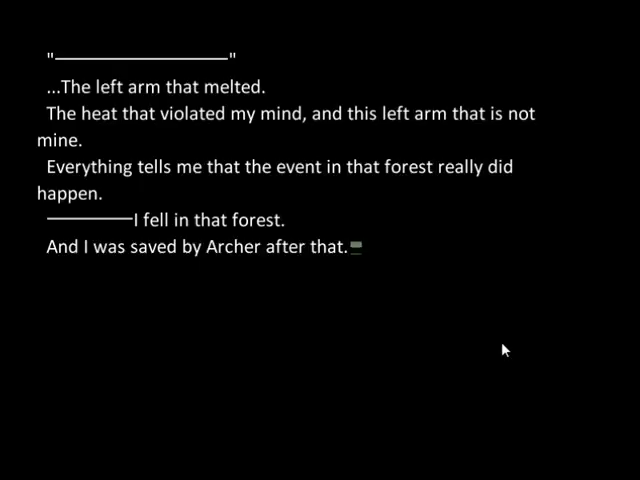 "────────────────"
...The left arm that melted.
The heat that violated my mind, and this left arm that is not
mine.
Everything tells me that the event in that forest really did
happen.
────────I fell in that forest.
And I was saved by Archer after that.